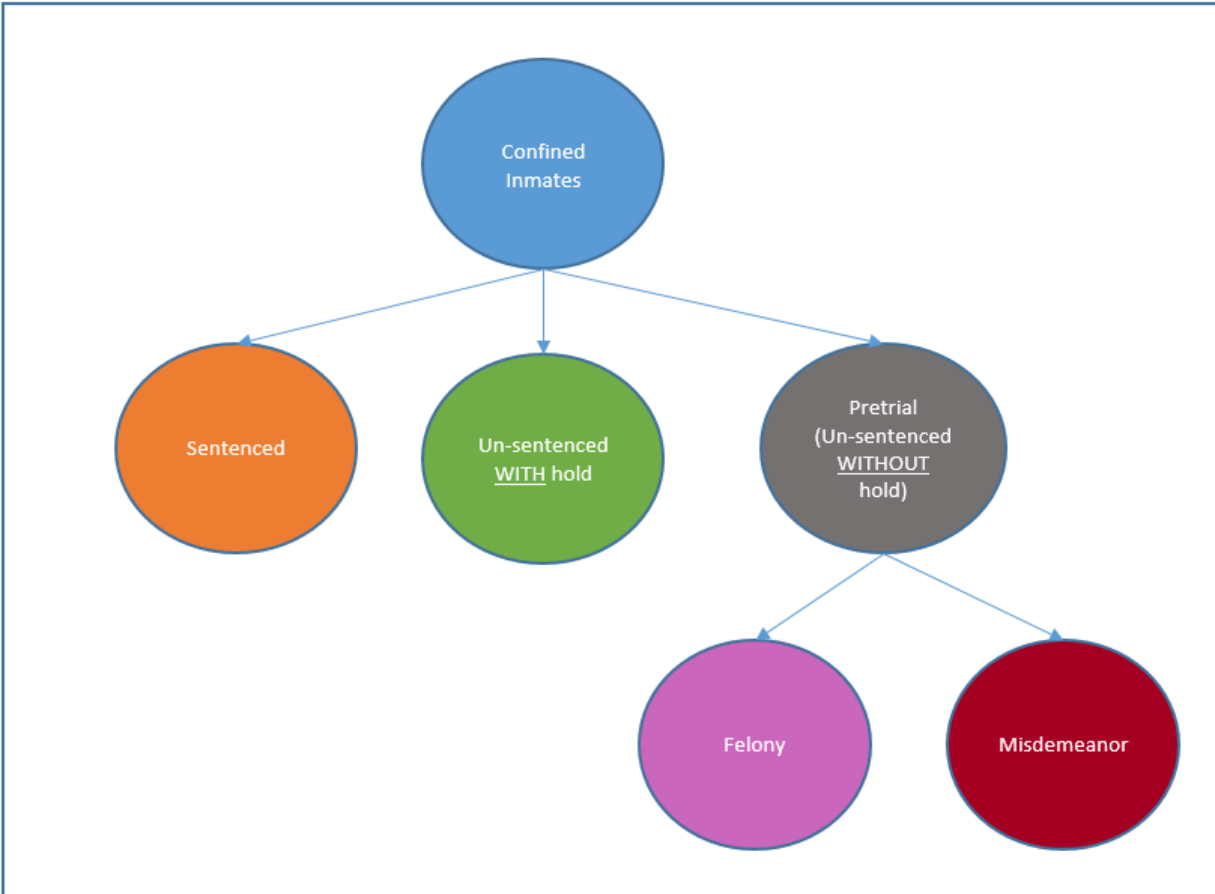 Confined
Inmates
Sentenced
Un-sentenced
WITH hold
Pretrial
(Un-sentenced
WITHOUT
hold)
Felony
Misdemeanor